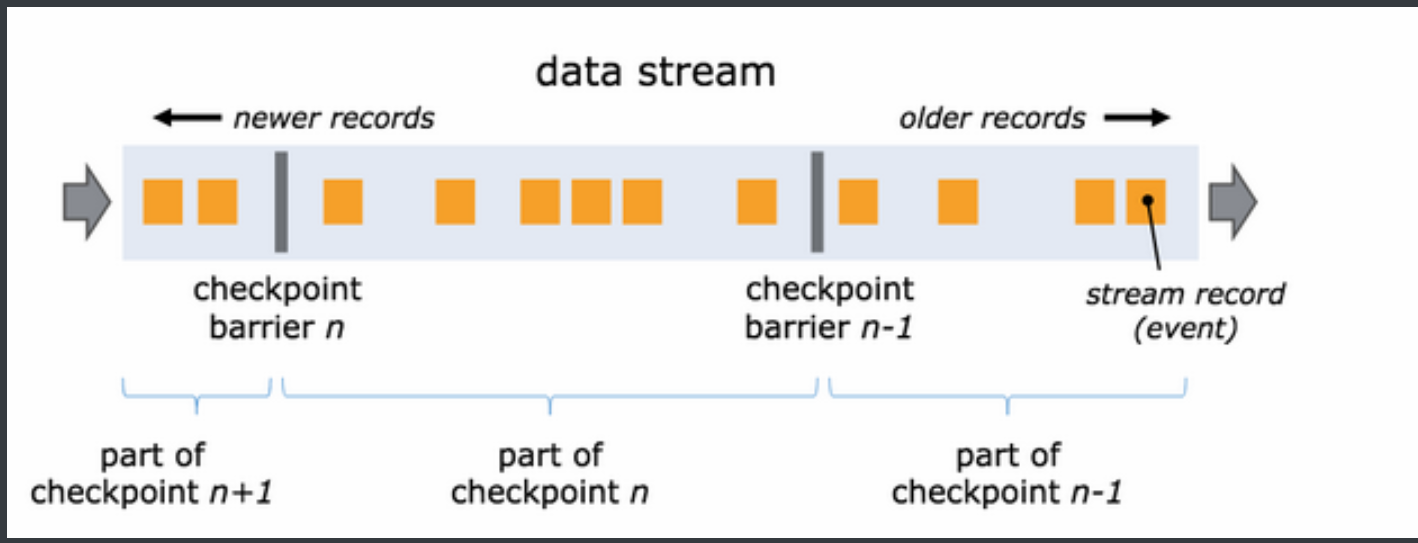 data stream
newer records
older records
checkpoint
barrier n
checkpoint
barrier n-1
stream record
(event)
part of
checkpoint n+1
part of
checkpoint n
part of
checkpoint n-1